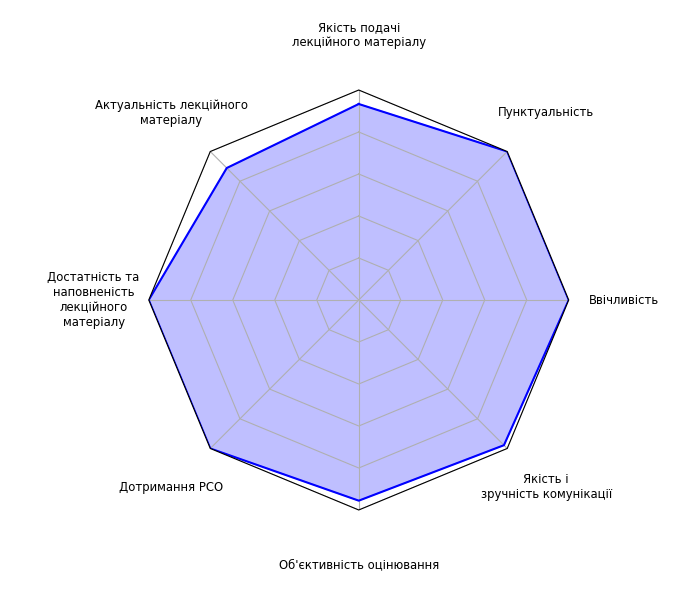 Якість подачі
лекційного матеріалу
Актуальність лекційного
матеріалу
Пунктуальність
Достатність та
наповненість
лекційного
матеріалу
Ввічливість
Дотримання РСО
Якість і
зручність комунікації
Об'єктивність оцінювання